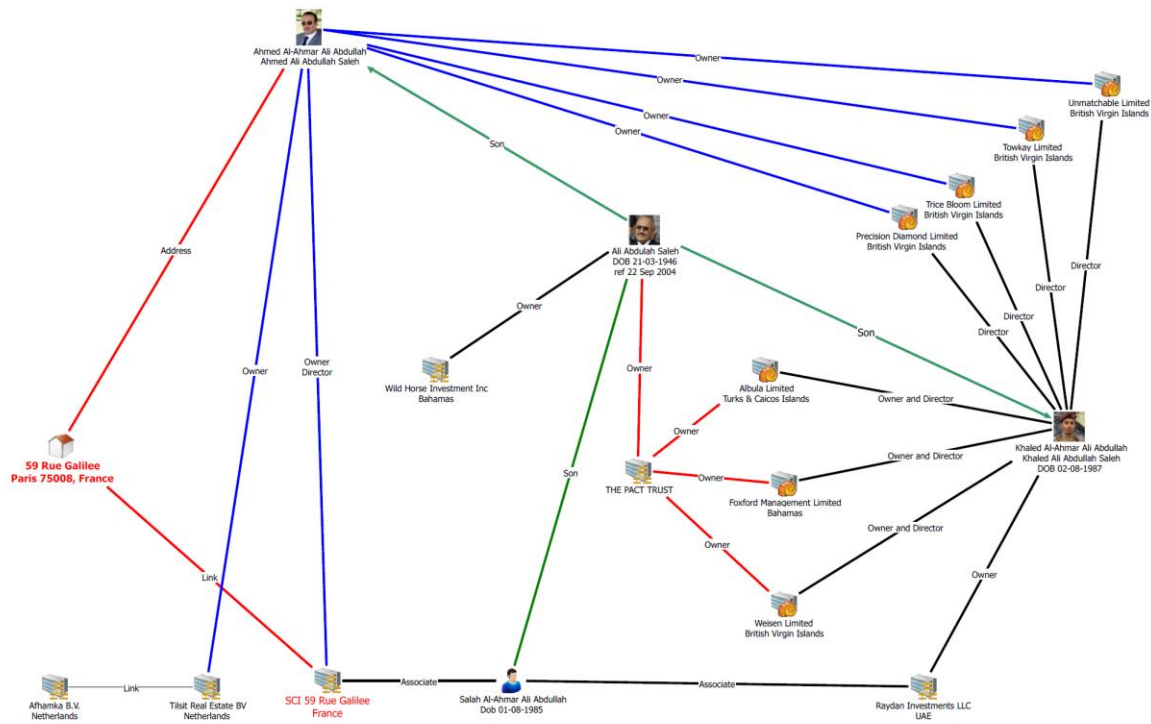 Ahmed Al-Ahmar Ali Abdullah
Ahmed Ali Abdullah Saleh
Owner
Owner
Owner
Owner
Unmatchable Limited
British Virgin Islands
Towkay Limited
British Virgin Islands
Trice Bloom Limited
British Virgin Islands
Precision Diamond Limited
British Virgin Islands
Son
Address
Ali Abdulah Saleh
DOB 21-03-1946
ref 22 Sep 2004
Director
Director
Director
Director
Owner
Son
Owner
Owner
Director
Owner
Wild Horse Investment Inc
Bahamas
Albula Limited
Turks & Caicos Islands
Owner and Director
Khaled Al-Ahmar Ali Abdullah
Khaled Ali Abdullah Saleh
DOB 02-08-1987
Owner
59 Rue Galilee
Paris 75008, France
Son
THE PACT TRUST
Owner
Owner and Director
Foxford Management Limited
Bahamas
Owner and Director
Owner
Link
Owner
Weisen Limited
British Virgin Islands
Afhamka B.V.
Netherlands
Link
Tilsit Real Estate BV
Netherlands
SCI 59 Rue Galilee
France
Associate
Salah Al-Ahmar Ali Abdullah
Dob 01-08-1985
Associate
Raydan Investments LLC
UAE